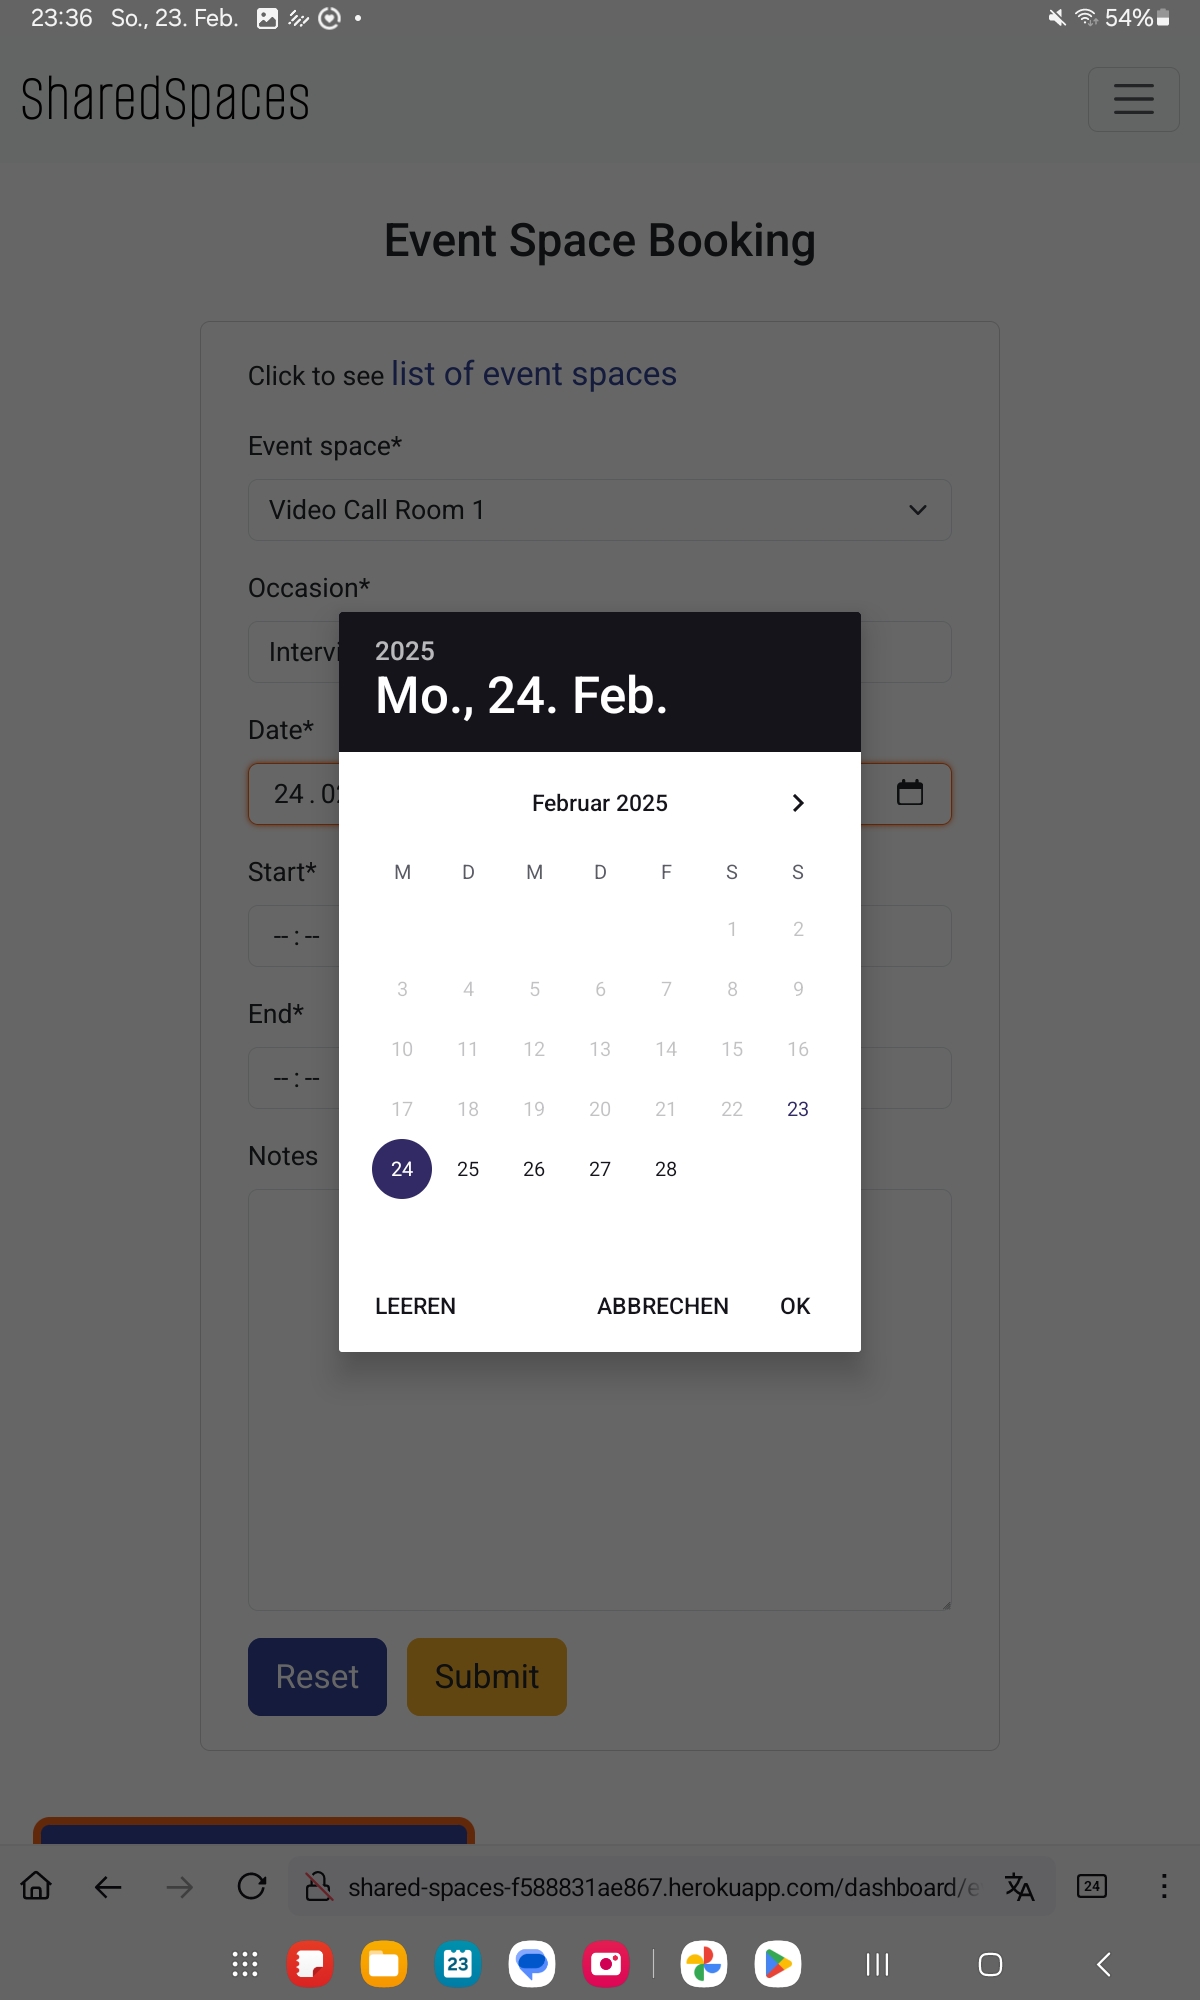 23:36 So., 23. Feb. 54%
SharedSpaces
Event Space Booking
Click to see list of event spaces
Event space*
Video Call Room 1
Occasion*
Intervi
2025
Mo., 24. Feb.
Date*
24.02
Februar 2025
Start*
M D M D F S S
1 2
--:--
3 4 5 6 7 8 9
End*
10 11 12 13 14 15 16
--:--
17 18 19 20 21 22 23
Notes
24 25 26 27 28
LEEREN ABBRECHEN OK
Reset Submit
shared-spaces-f588831ae867.herokuapp.com/dashboard/e
24
23